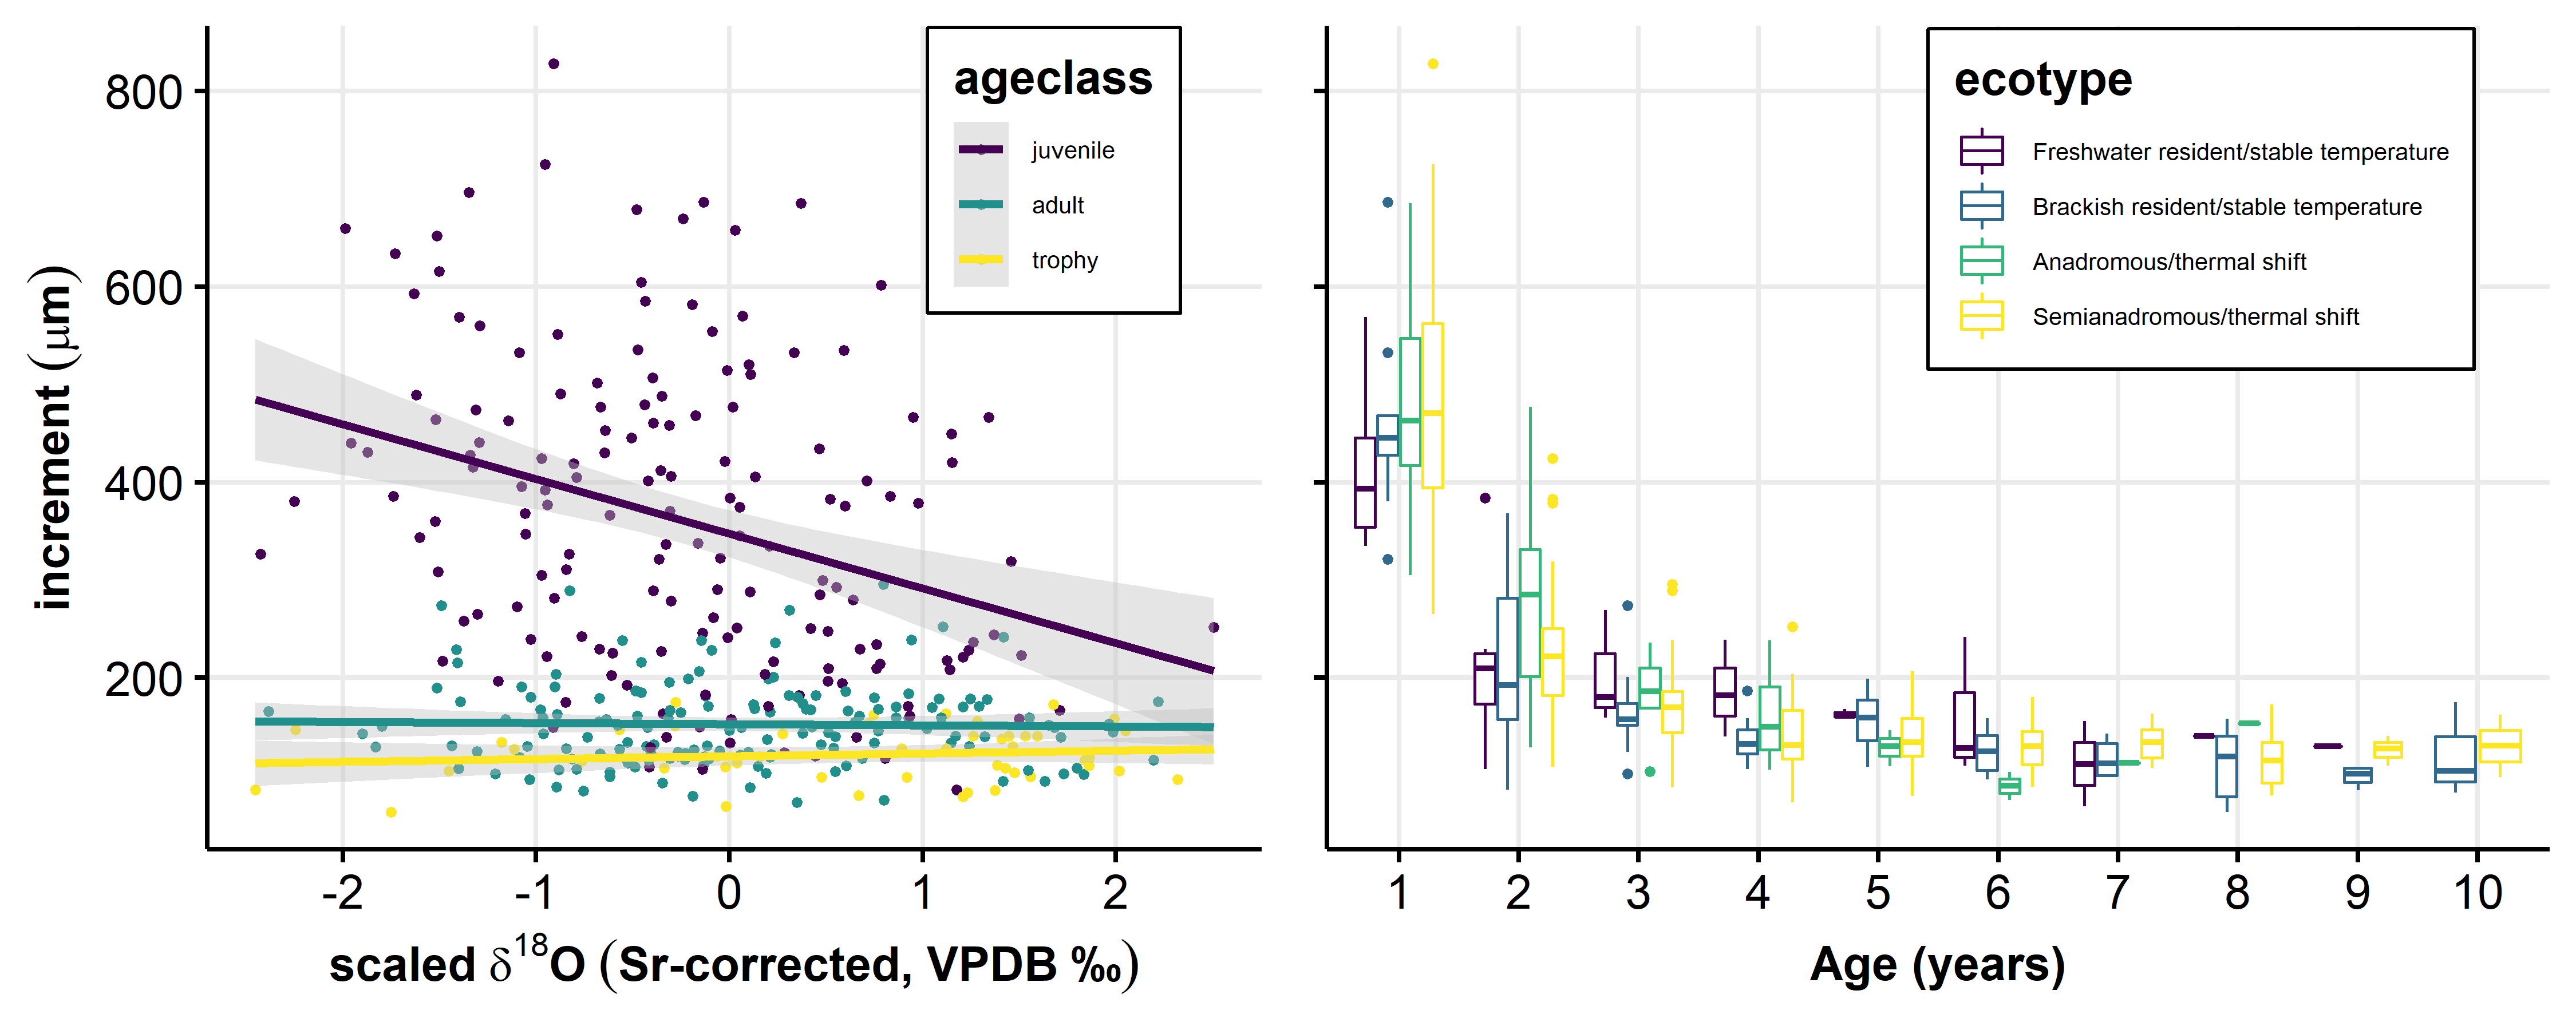 800
600
400
200
increment (μm)
-2 -1 0 1 2
scaled δ18O (Sr-corrected, VPDB ‰)
ageclass
juvenile
adult
trophy
ecotype
Freshwater resident/stable temperature
Brackish resident/stable temperature
Anadromous/thermal shift
Semianadromous/thermal shift
1 2 3 4 5 6 7 8 9 10
Age (years)